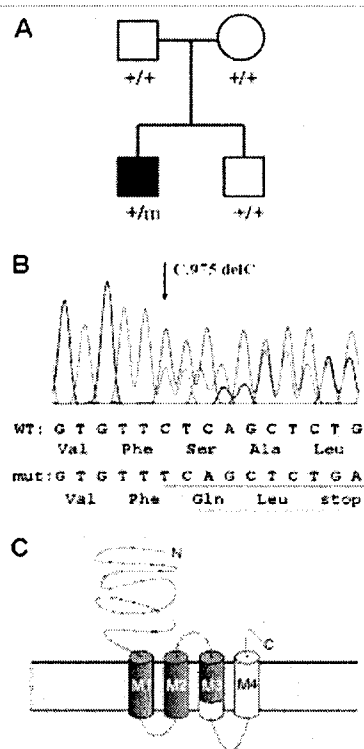 A
+/+ +/+
+/m +/+
B
C.975 delC
WT: G T G T T C T C A G C T C T G
Val Phe Ser Ala Leu
mut: G T G T T T C A G C T C T G A
Val Phe Gln Leu stop
C
N
C
M1 M2 M3 M4